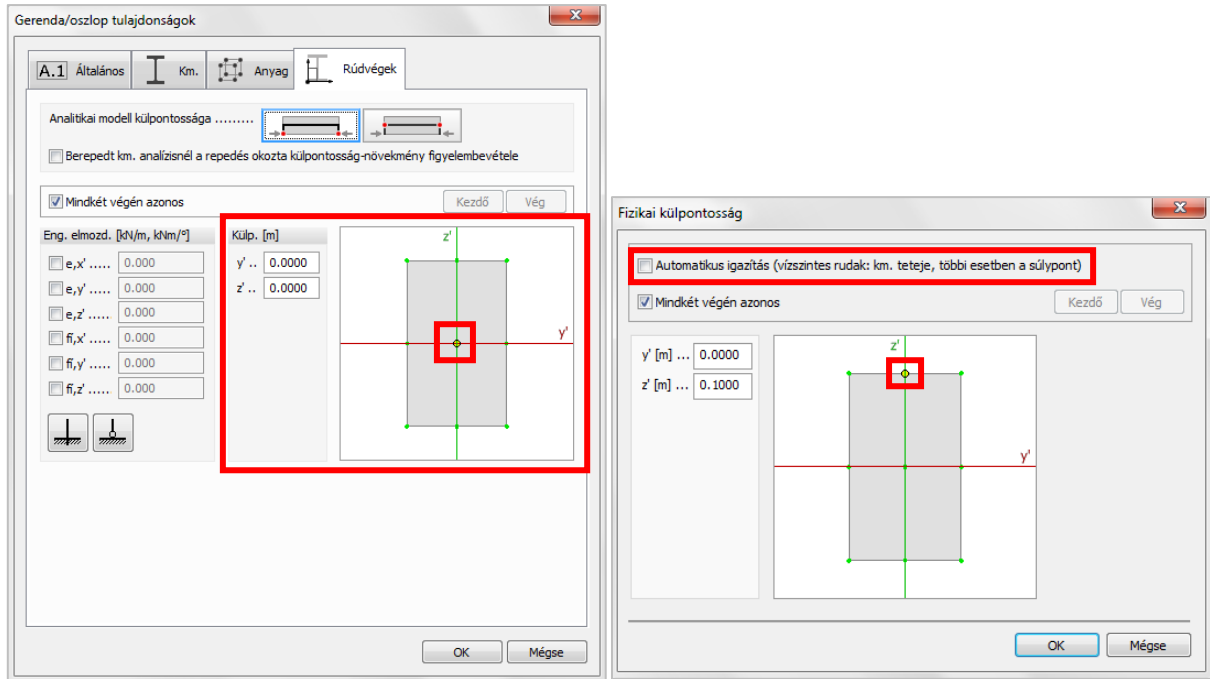 Gerenda/oszlop tulajdonságok
A.1 Általános
Km.
Anyag
Rúdvégek
Analitikai modell külpontossága .........
Berepedt km. analízisnél a repedés okozta külpontosság-növekmény figyelembevétele
Mindkét végén azonos
Kezdő
Vég
Eng. elmozd. [kN/m, kNm/°]
e,x' ..... 0.000
e,y' ..... 0.000
e,z' ..... 0.000
fi,x' ..... 0.000
fi,y' ..... 0.000
fi,z' ..... 0.000
Külp. [m]
y' .. 0.0000
z' .. 0.0000
z'
y'
OK
Mégse
Fizikai külpontosság
Automatikus igazítás (vízszintes rudak: km. teteje, többi esetben a súlypont)
Mindkét végén azonos
Kezdő
Vég
y' [m] ... 0.0000
z' [m] ... 0.1000
z'
y'
OK
Mégse